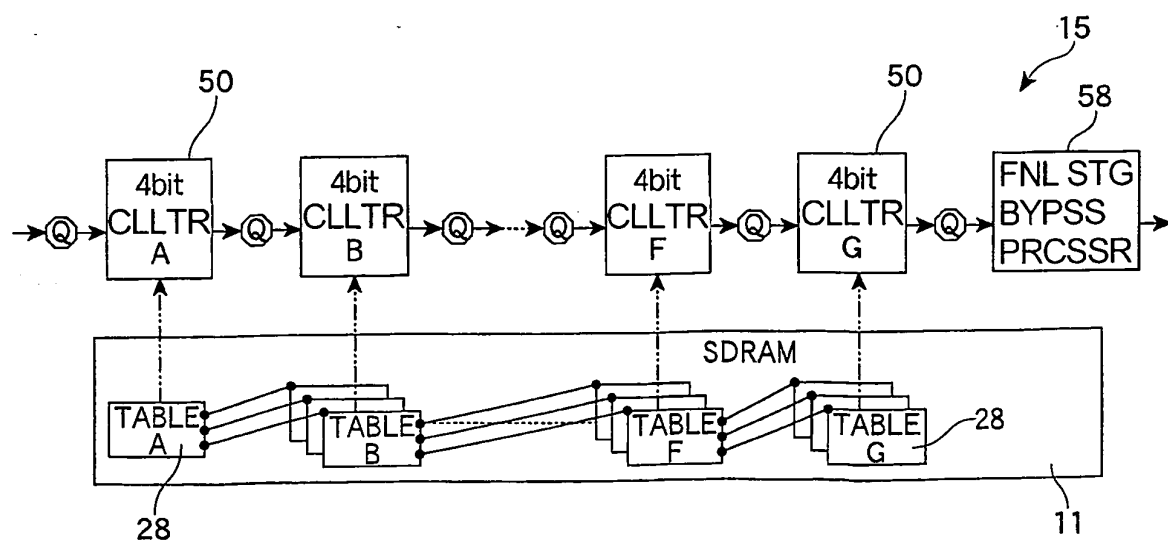 15
50
50
58
4bit
CLLTR
A
4bit
CLLTR
B
4bit
CLLTR
F
4bit
CLLTR
G
FNL STG
BYPSS
PRCSSR
Q
Q
Q
Q
Q
Q
SDRAM
TABLE
A
TABLE
B
TABLE
F
TABLE
G
28
28
11